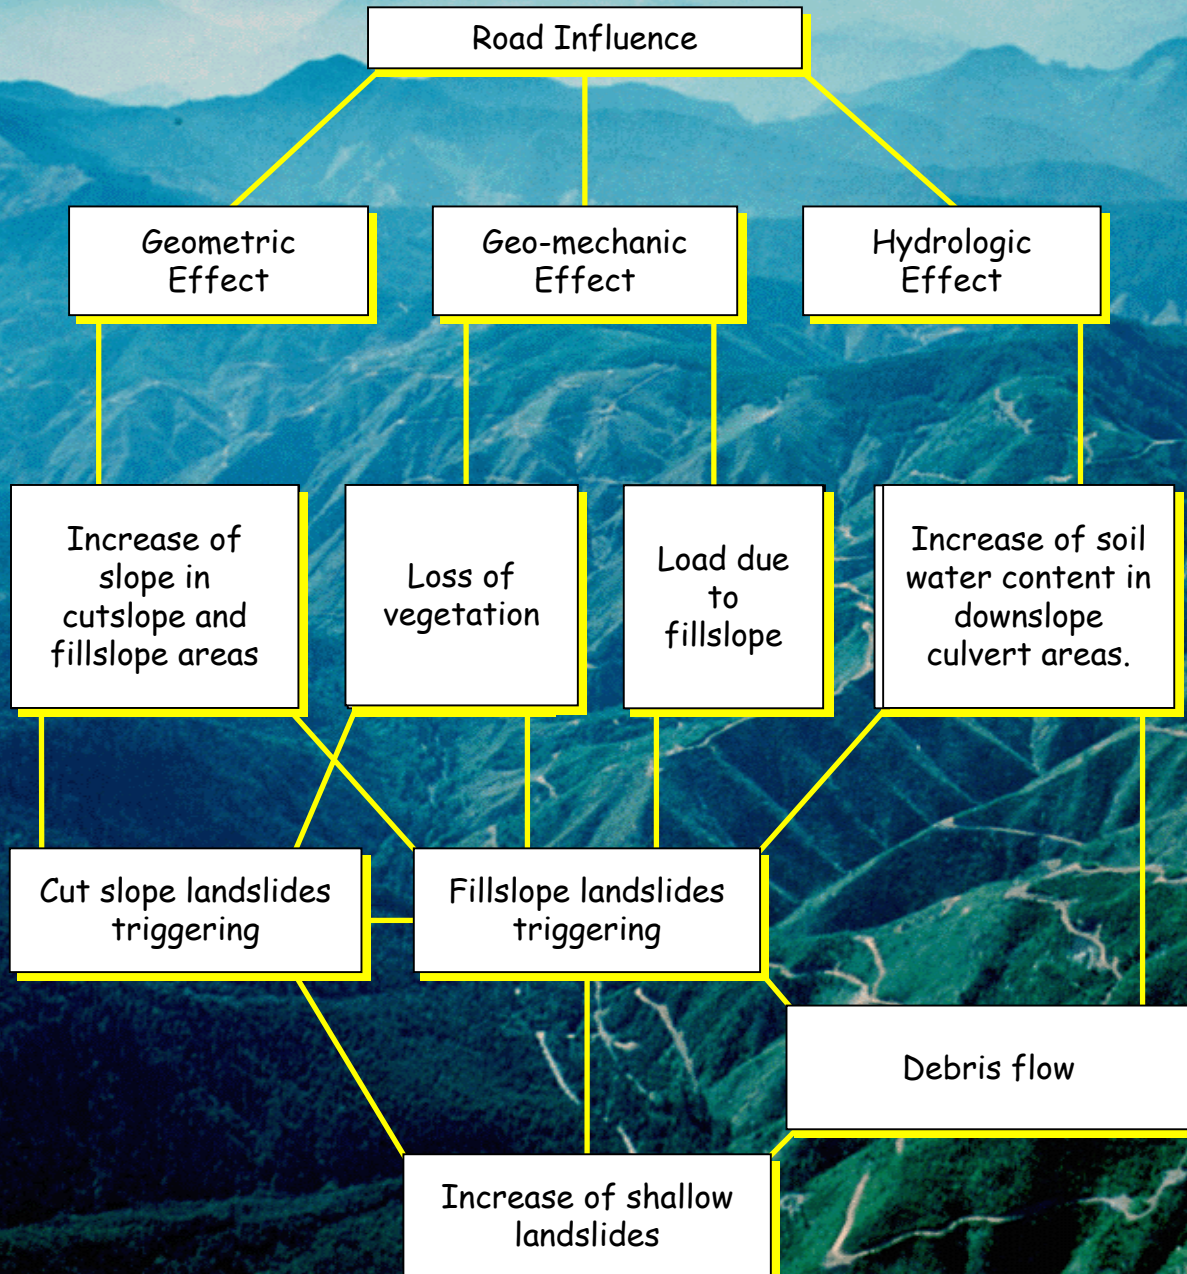 Road Influence
Geometric
Effect
Geo-mechanic
Effect
Hydrologic
Effect
Increase of
slope in
cutslope and
fillslope areas
Loss of
vegetation
Load due
to
fillslope
Increase of soil
water content in
downslope
culvert areas.
Cut slope landslides
triggering
Fillslope landslides
triggering
Debris flow
Increase of shallow
landslides